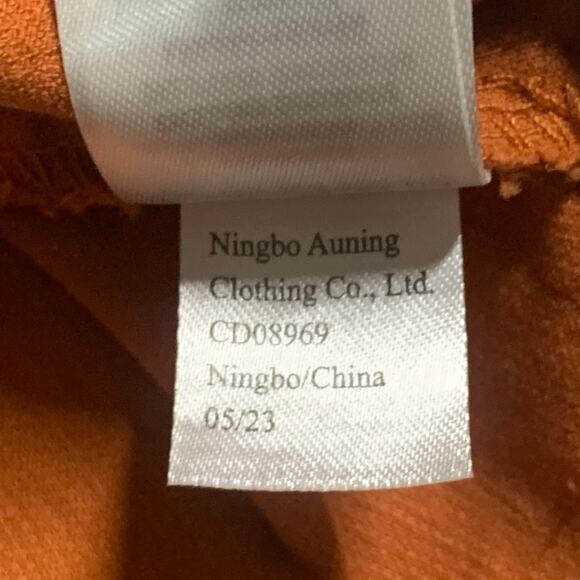 Ningbo Auning
Clothing Co., Ltd.
CD08969
Ningbo/China
05/23